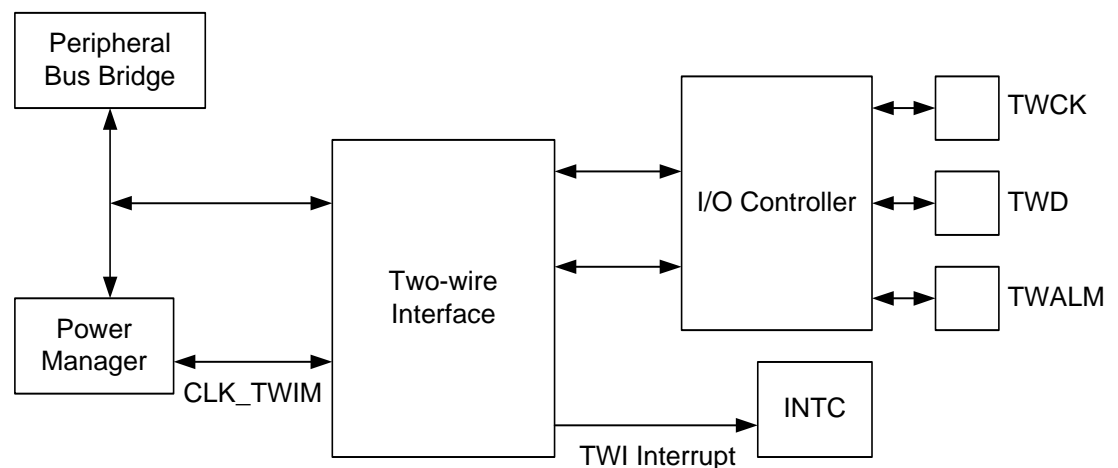 Peripheral
Bus Bridge
TWCK
I/O Controller
TWD
Two-wire
Interface
TWALM
Power
Manager
CLK_TWIM
INTC
TWI Interrupt